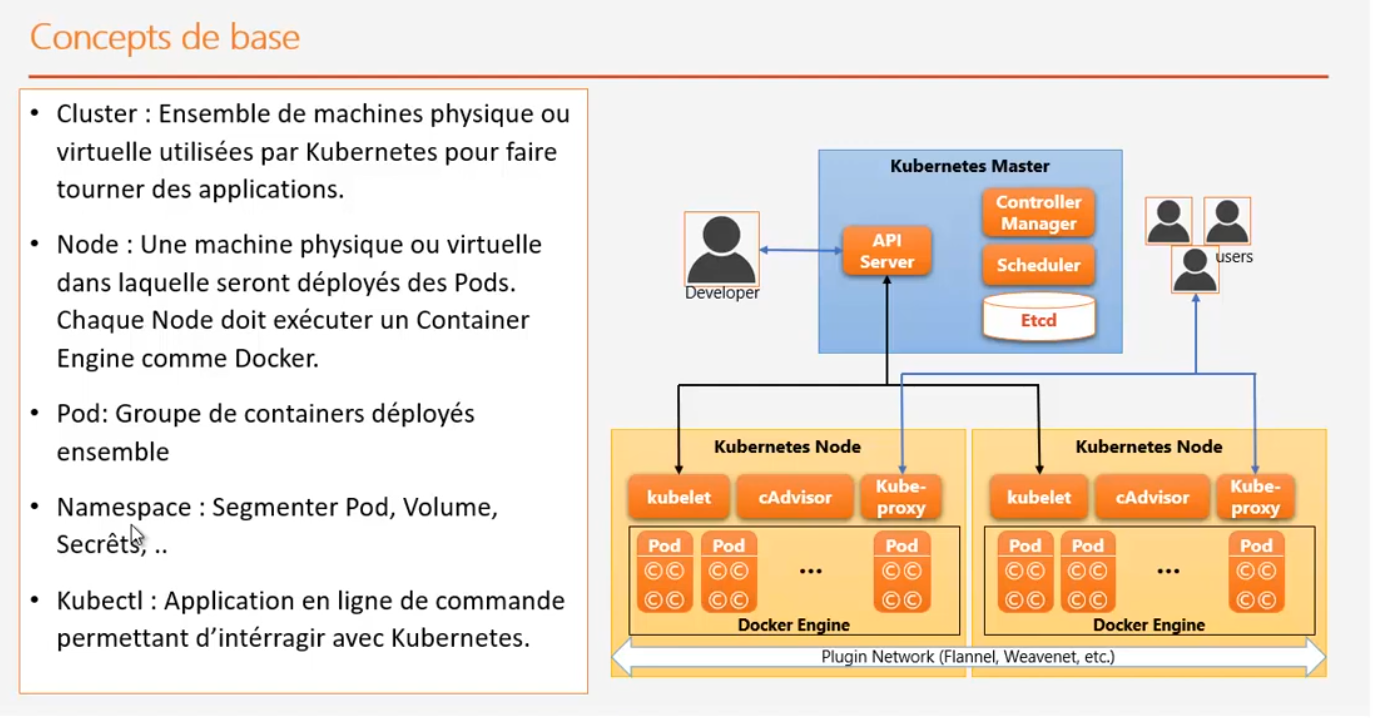 Concepts de base
• Cluster : Ensemble de machines physique ou
virtuelle utilisées par Kubernetes pour faire
tourner des applications.
• Node : Une machine physique ou virtuelle
dans laquelle seront déployés des Pods.
Chaque Node doit exécuter un Container
Engine comme Docker.
• Pod: Groupe de containers déployés
ensemble
• Namespace : Segmenter Pod, Volume,
Secrêts, ..
• Kubectl : Application en ligne de commande
permettant d’intérragir avec Kubernetes.
Kubernetes Master
Controller
Manager
API
Server
Scheduler
Etcd
Developer
users
Kubernetes Node
kubelet
cAdvisor
Kube-
proxy
Pod
© ©
© ©
Pod
© ©
© ©
...
Pod
© ©
© ©
Docker Engine
Kubernetes Node
kubelet
cAdvisor
Kube-
proxy
Pod
© ©
© ©
Pod
© ©
© ©
...
Pod
© ©
© ©
Docker Engine
Plugin Network (Flannel, Weavenet, etc.)